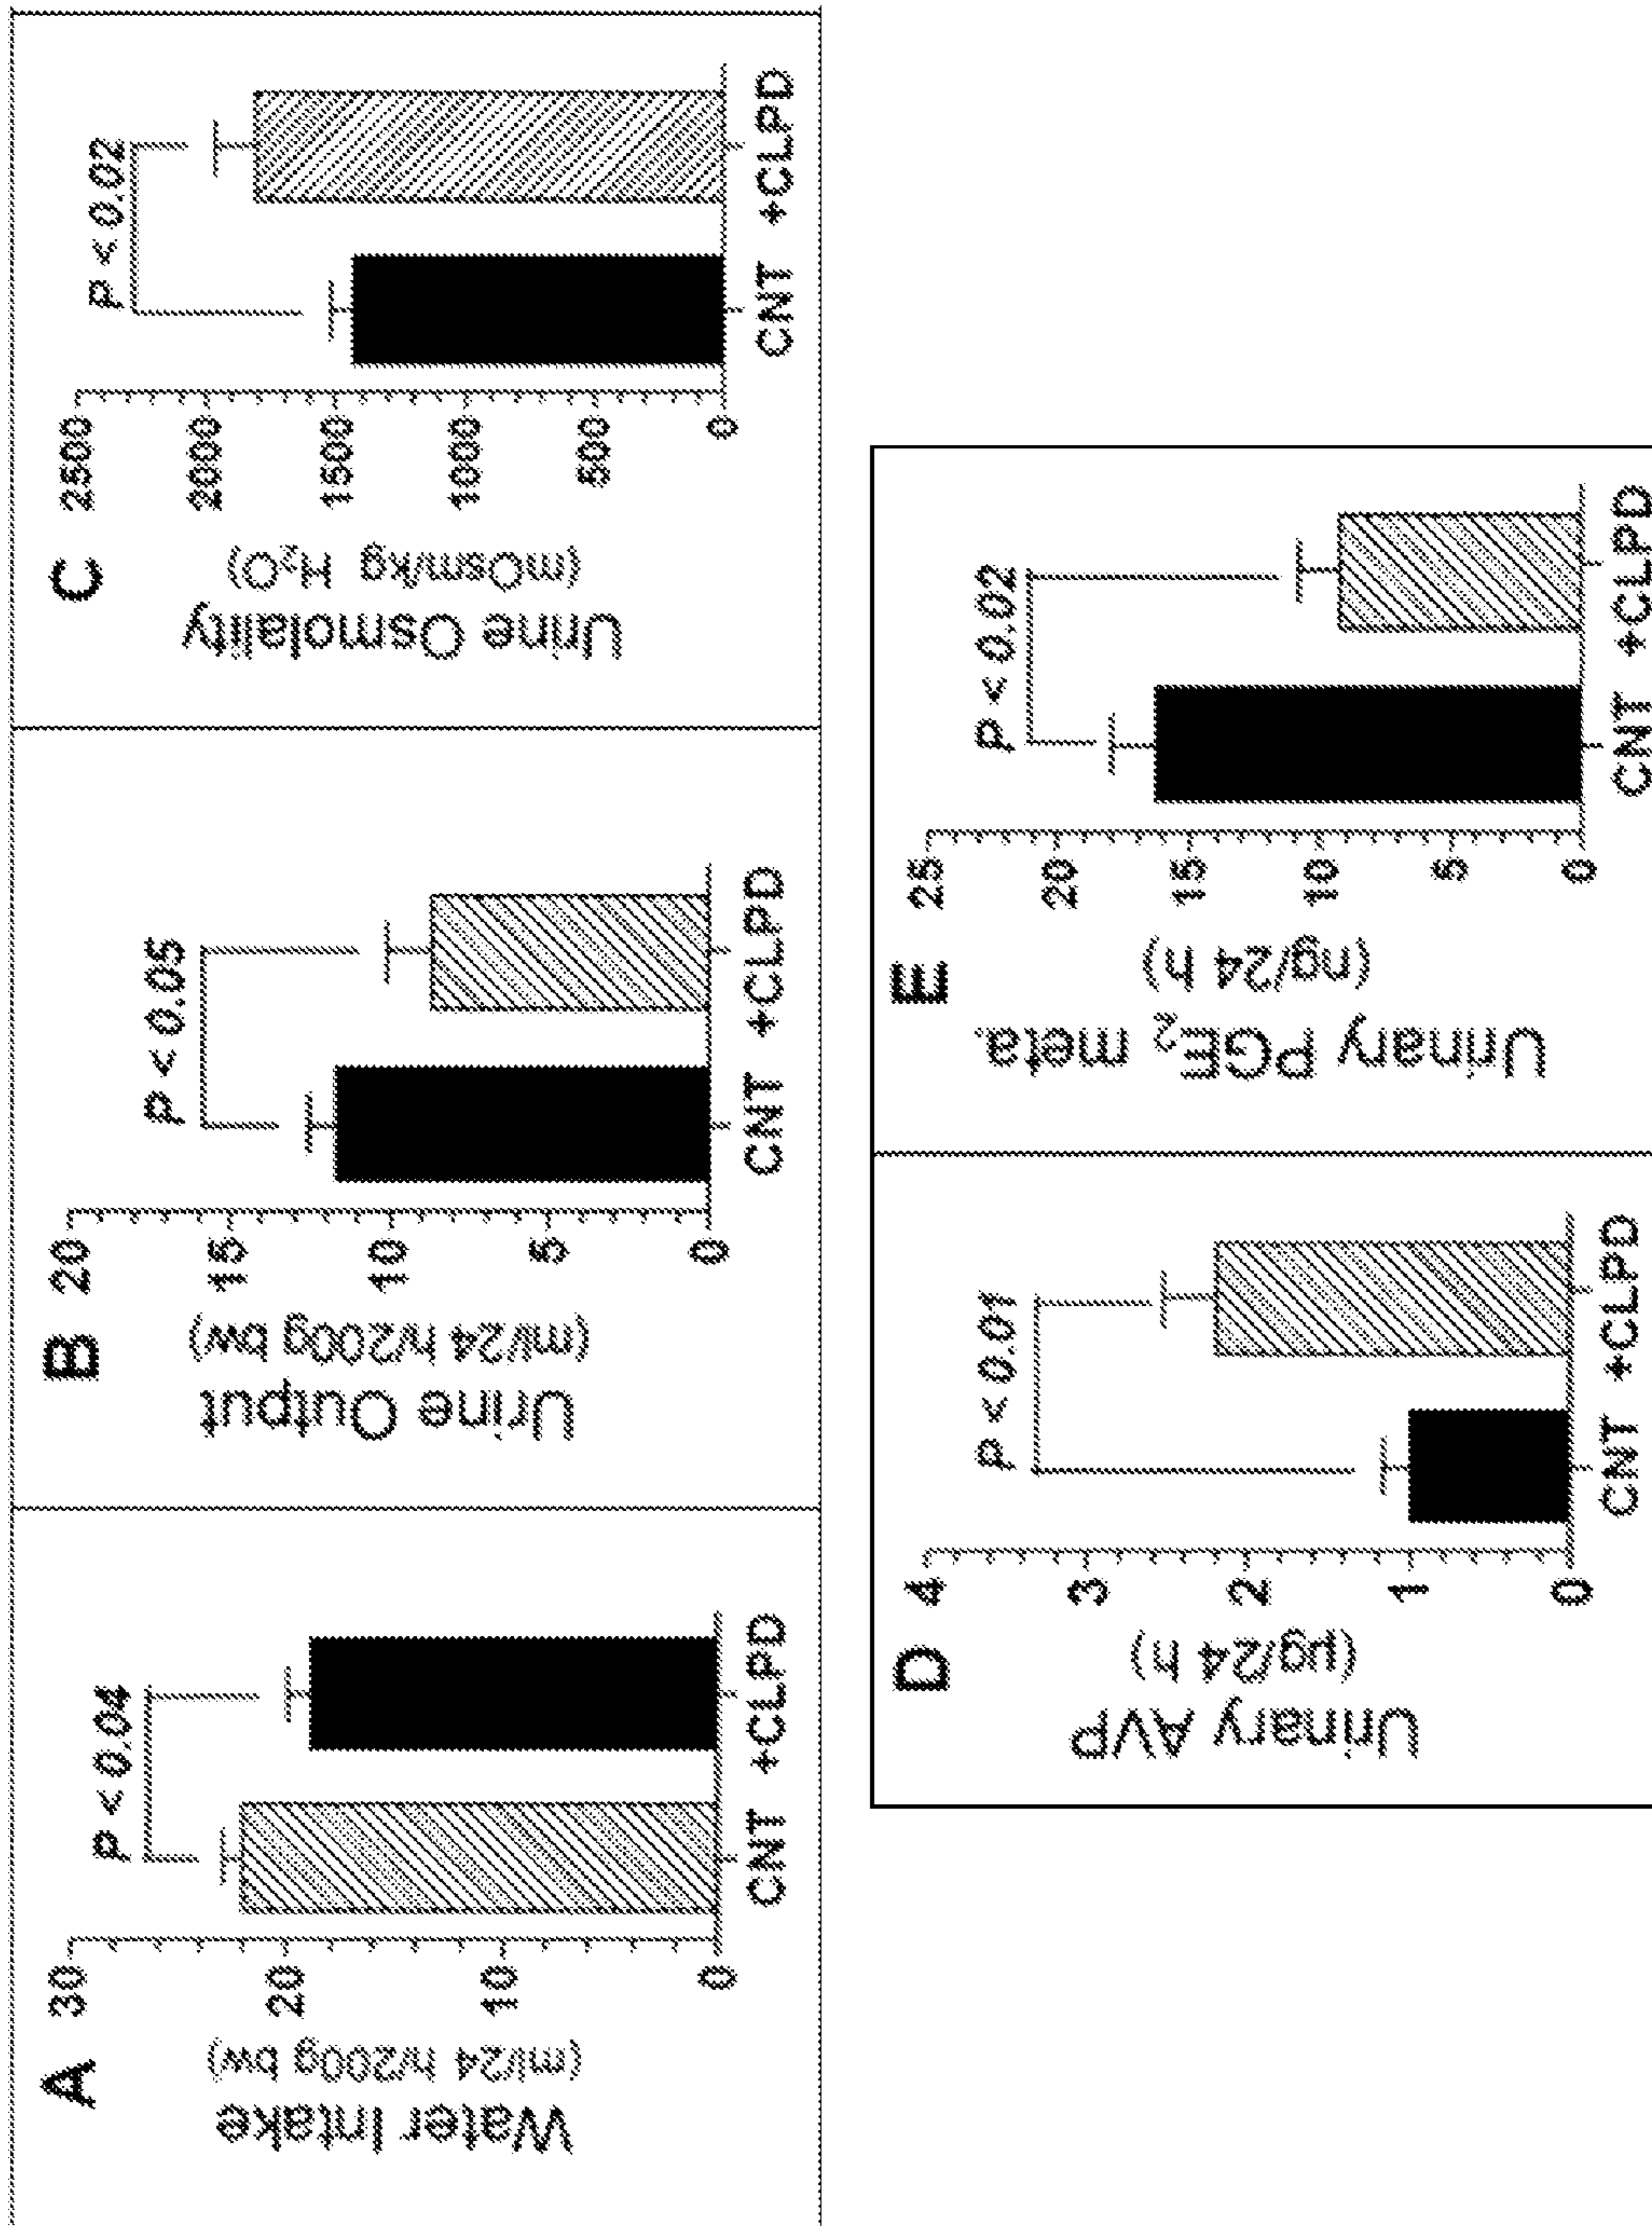 A
Water Intake
(ml/24 h/200g bw)
30
20
10
0
P < 0.04
CNT +CLPD
B
Urine Output
(ml/24 h/200g bw)
20
15
10
5
0
P < 0.05
CNT +CLPD
C
Urine Osmolality
(mOsm/kg H₂O)
2500
2000
1500
1000
500
0
P < 0.02
CNT +CLPD
D
Urinary AVP
(µg/24 h)
4
3
2
1
0
P < 0.01
CNT +CLPD
E
Urinary PGE₂ meta.
(ng/24 h)
25
20
15
10
5
0
P < 0.02
CNT +CLPD